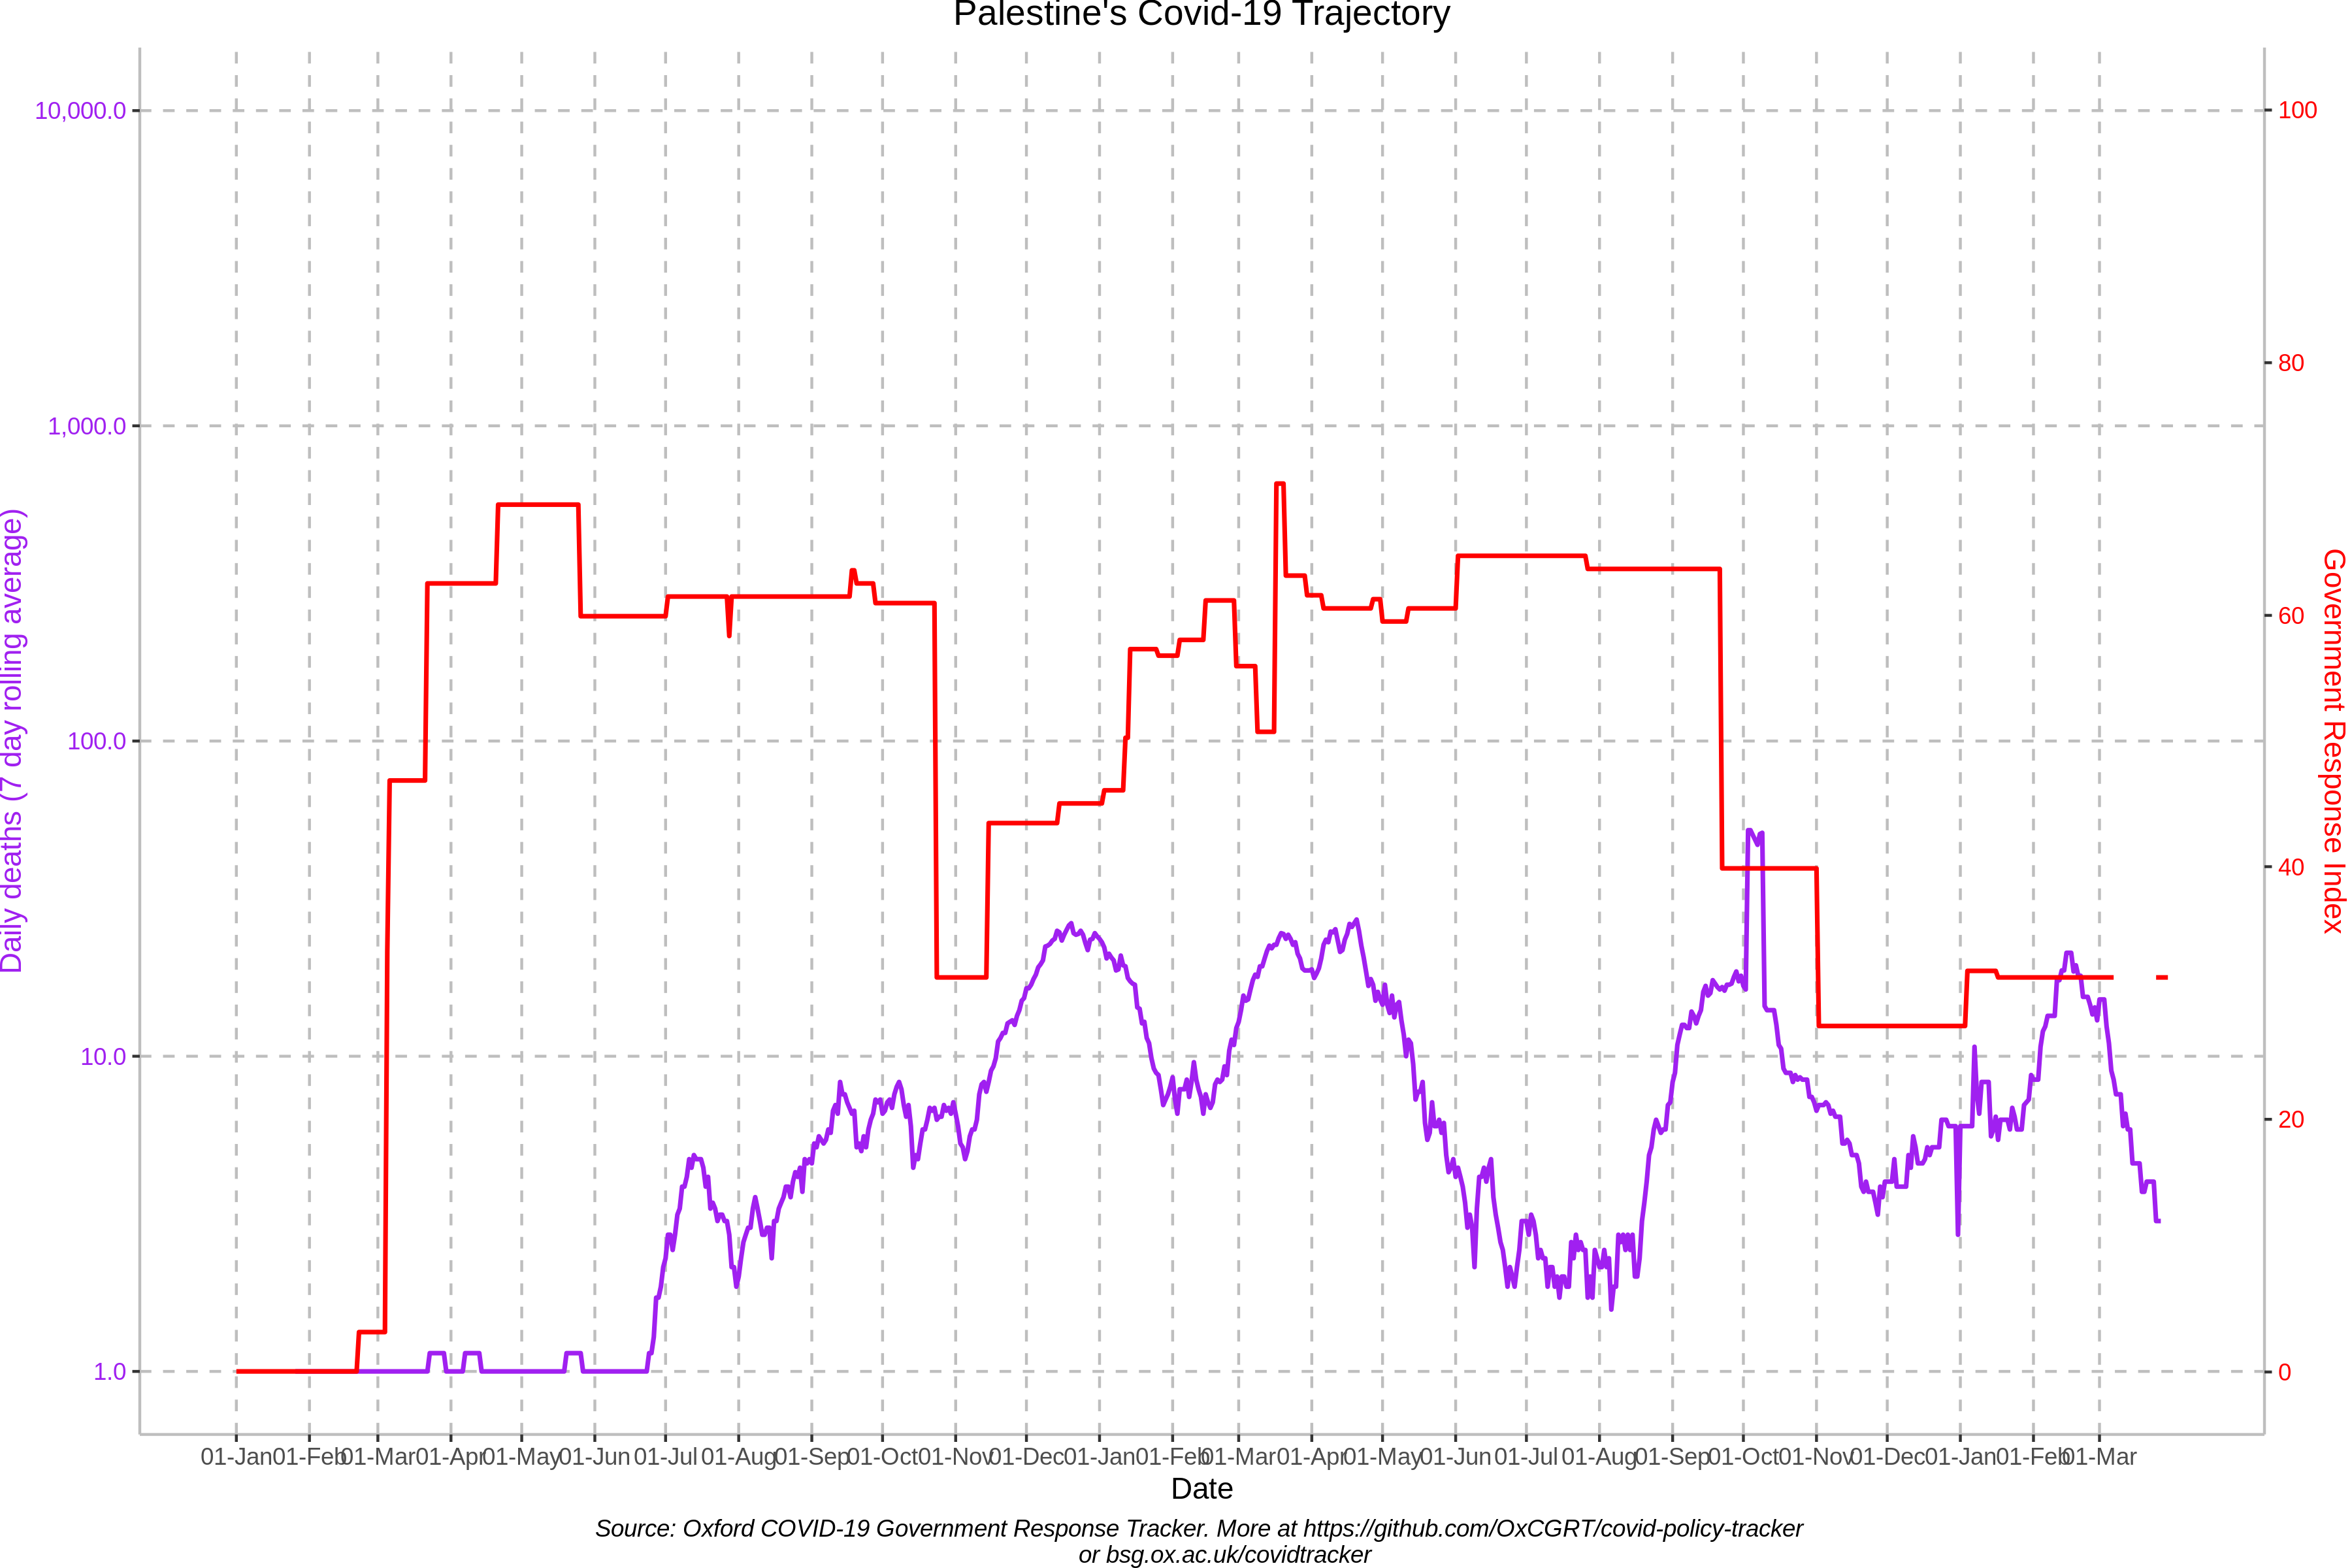 Palestine's Covid-19 Trajectory
Daily deaths (7 day rolling average)
10,000.0
1,000.0
100.0
10.0
1.0
100
80
60
40
20
0
Government Response Index
01-Jan 01-Feb 01-Mar 01-Apr 01-May 01-Jun 01-Jul 01-Aug 01-Sep 01-Oct 01-Nov 01-Dec 01-Jan 01-Feb 01-Mar 01-Apr 01-May 01-Jun 01-Jul 01-Aug 01-Sep 01-Oct 01-Nov 01-Dec 01-Jan 01-Feb 01-Mar
Date
Source: Oxford COVID-19 Government Response Tracker. More at https://github.com/OxCGRT/covid-policy-tracker
or bsg.ox.ac.uk/covidtracker